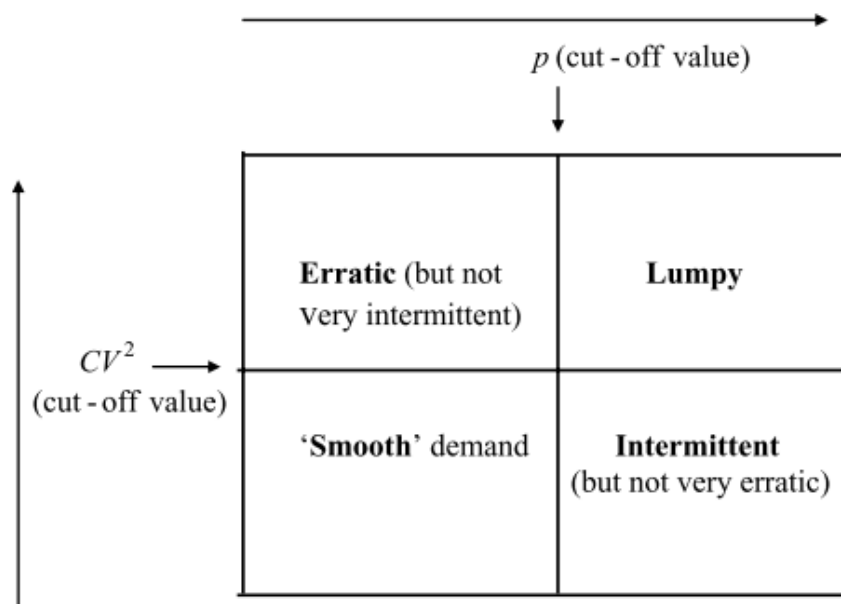 p (cut - off value)
Erratic (but not
very intermittent)
Lumpy
CV²
(cut - off value)
‘Smooth’ demand
Intermittent
(but not very erratic)